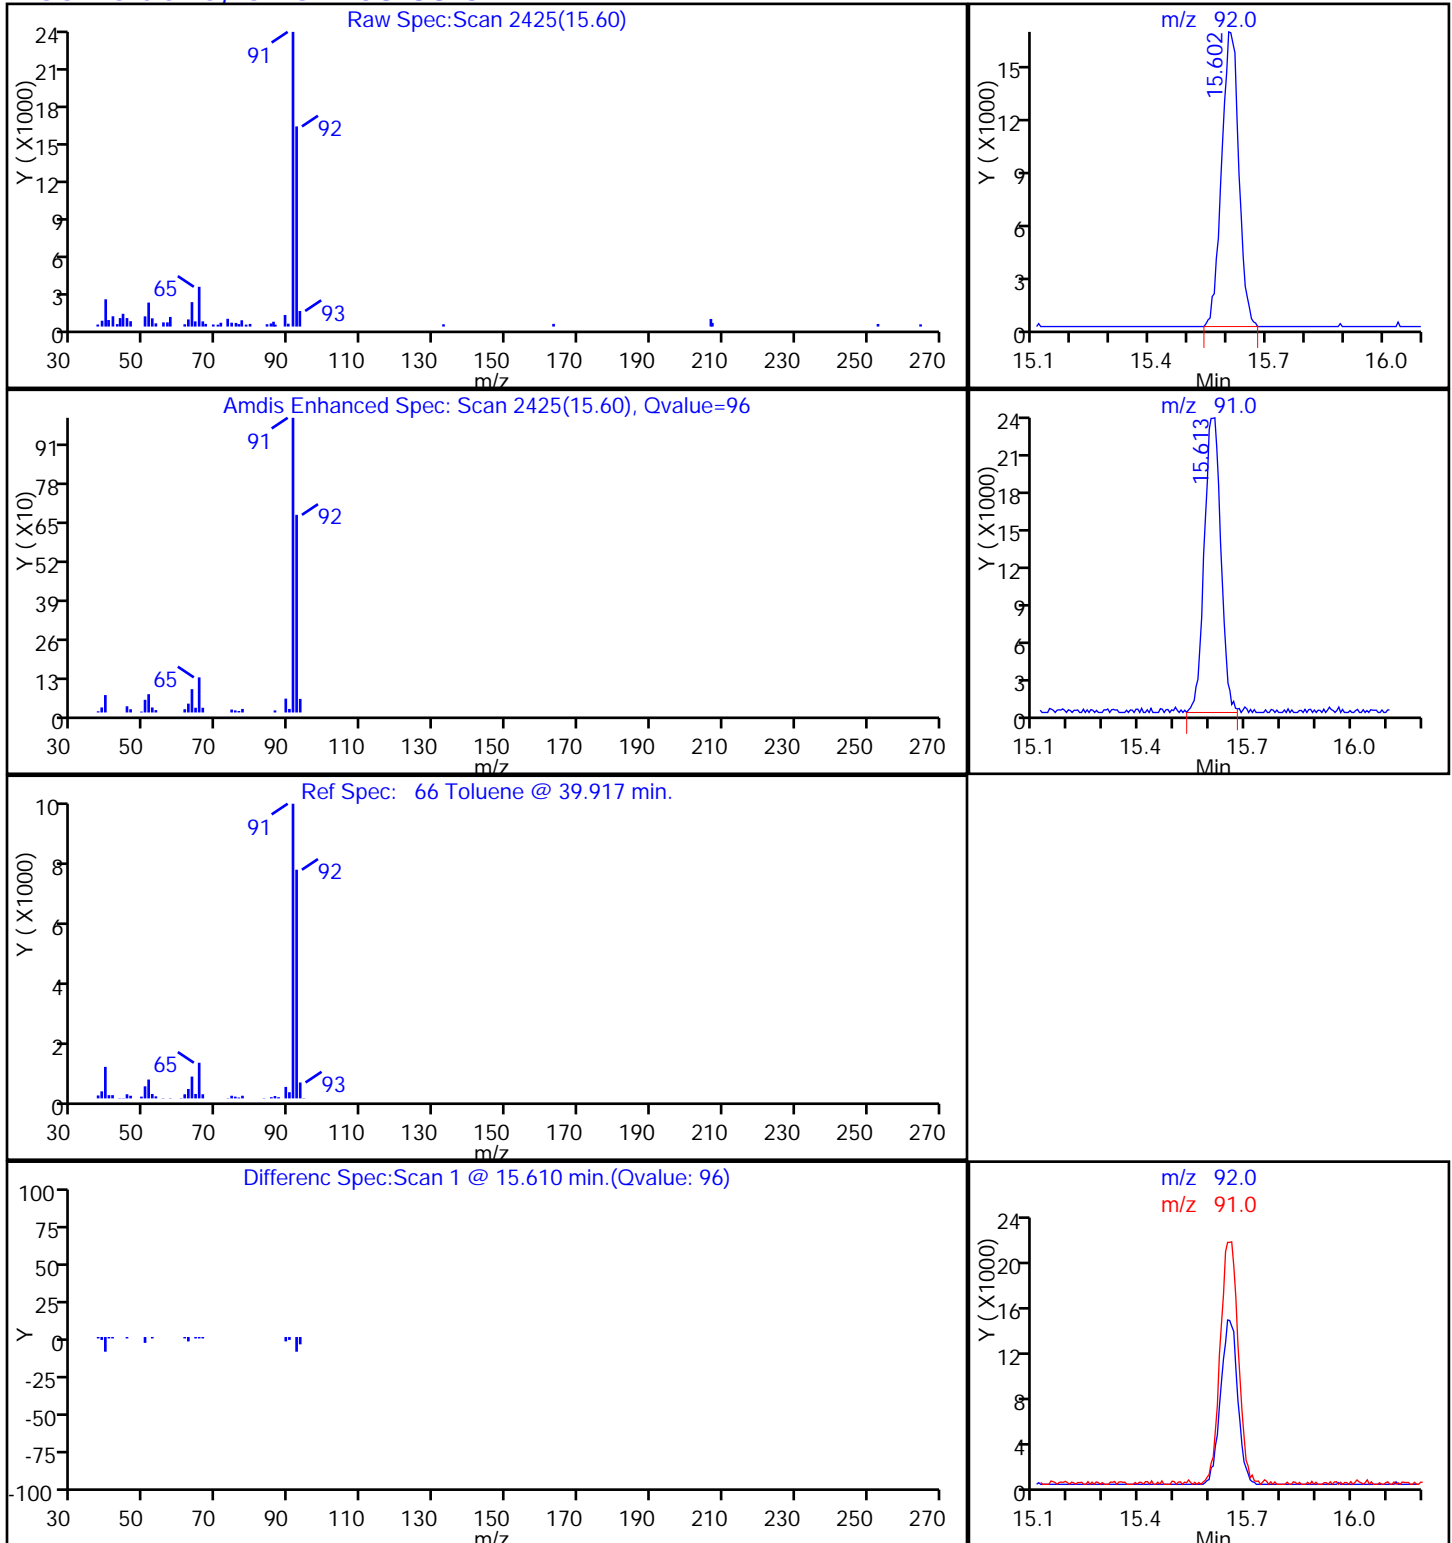 Raw Spec:Scan 2425(15.60)
24
21
18
15
12
9
6
3
0
Y ( X1000)
91
92
65
93
30 50 70 90 110 130 150 170 190 210 230 250 270
m/z
m/z 92.0
15
12
9
6
3
0
Y ( X1000)
15.602
15.1 15.4 15.7 16.0
Min
Amdis Enhanced Spec: Scan 2425(15.60), Qvalue=96
91
78
65
52
39
26
13
0
Y ( X10)
91
92
65
30 50 70 90 110 130 150 170 190 210 230 250 270
m/z
m/z 91.0
24
21
18
15
12
9
6
3
0
Y ( X1000)
15.613
15.1 15.4 15.7 16.0
Min
Ref Spec: 66 Toluene @ 39.917 min.
10
8
6
4
2
0
Y ( X1000)
91
92
65
93
30 50 70 90 110 130 150 170 190 210 230 250 270
m/z
Differenc Spec:Scan 1 @ 15.610 min.(Qvalue: 96)
100
75
50
25
0
-25
-50
-75
-100
Y
30 50 70 90 110 130 150 170 190 210 230 250 270
m/z
m/z 92.0
m/z 91.0
24
20
16
12
8
4
0
Y ( X1000)
15.1 15.4 15.7 16.0
Min